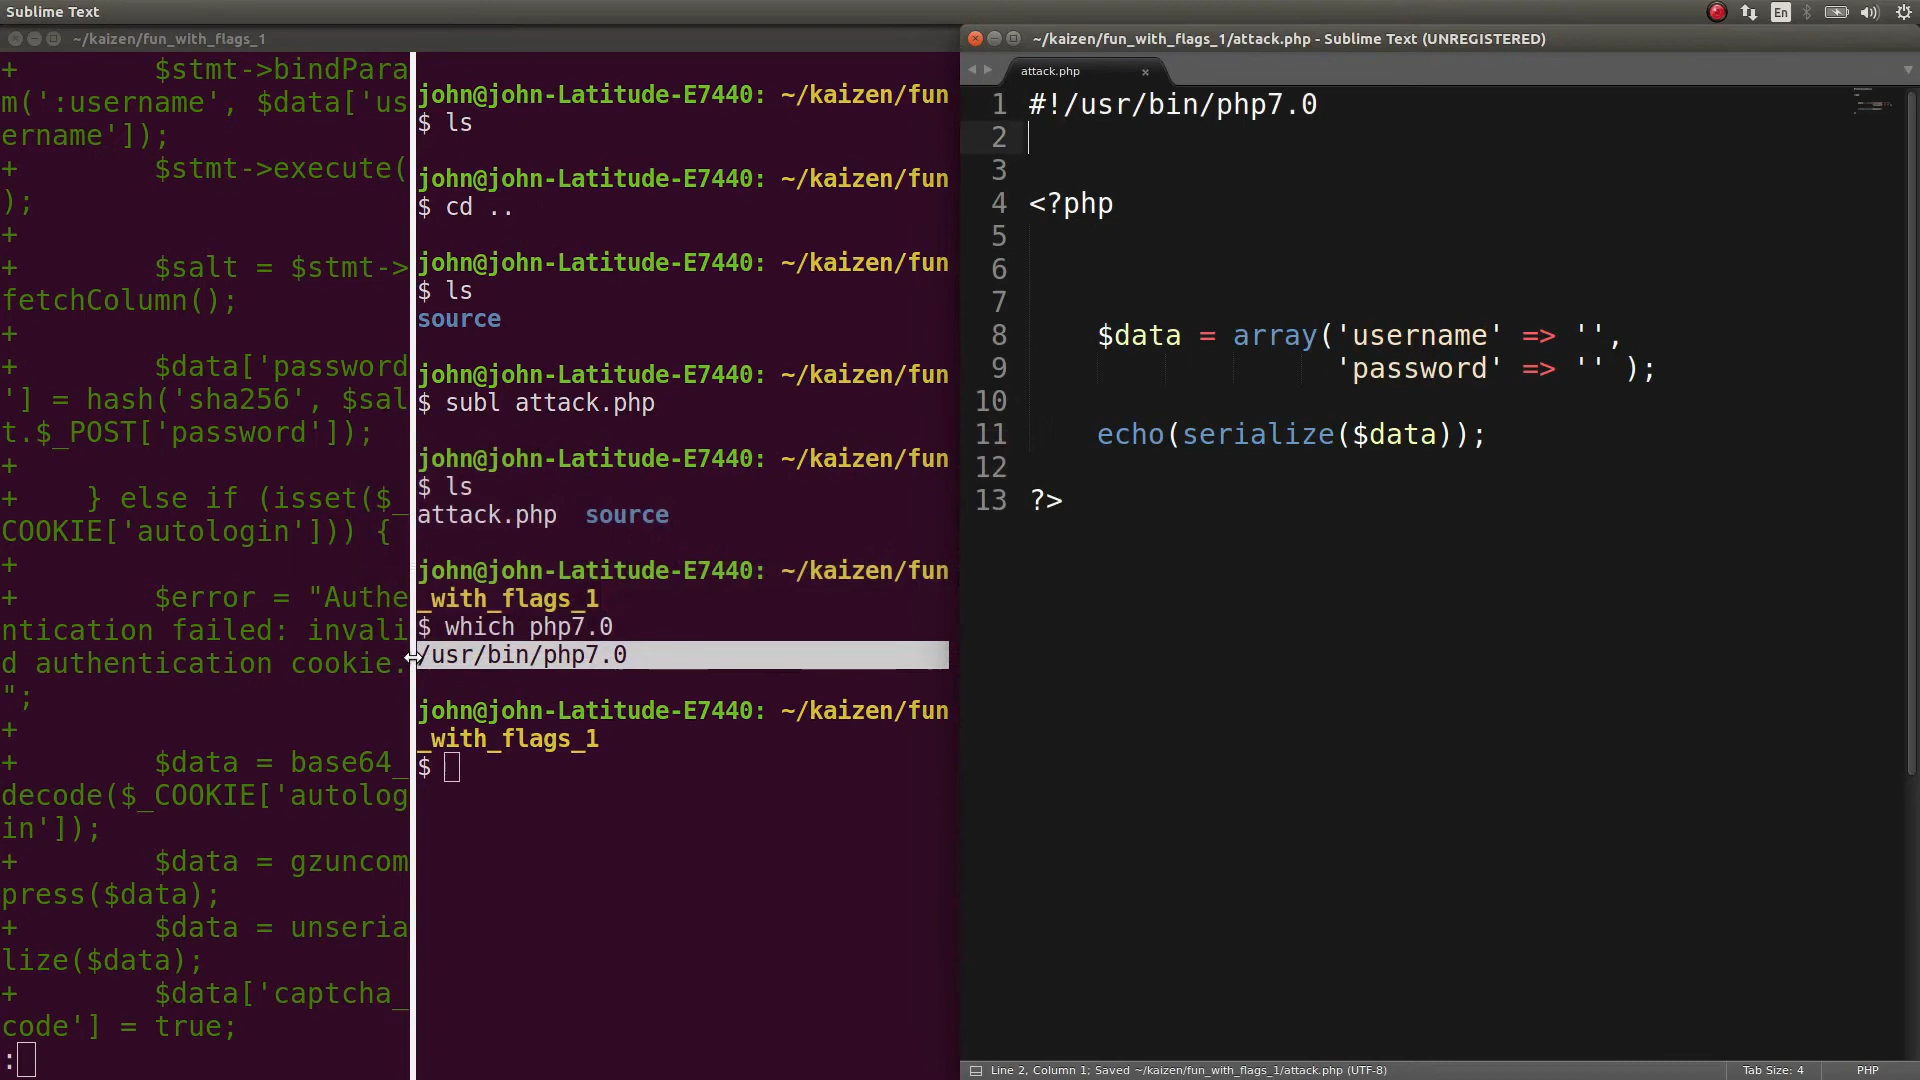 Sublime Text
En
~/kaizen/fun_with_flags_1
+        $stmt->bindPara
m(':username', $data['us
ername']);
+        $stmt->execute(
);
+
+        $salt = $stmt->
fetchColumn();
+
+        $data['password
'] = hash('sha256', $sal
t.$_POST['password']);
+
+    } else if (isset($_
COOKIE['autologin'])) {
+
+        $error = "Authe
ntication failed: invali
d authentication cookie.
";
+
+        $data = base64_
decode($_COOKIE['autolog
in']);
+        $data = gzuncom
press($data);
+        $data = unseria
lize($data);
+        $data['captcha_
code'] = true;
:
john@john-Latitude-E7440: ~/kaizen/fun
$ ls
john@john-Latitude-E7440: ~/kaizen/fun
$ cd ..
john@john-Latitude-E7440: ~/kaizen/fun
$ ls
source
john@john-Latitude-E7440: ~/kaizen/fun
$ subl attack.php
john@john-Latitude-E7440: ~/kaizen/fun
$ ls
attack.php  source
john@john-Latitude-E7440: ~/kaizen/fun
_with_flags_1
$ which php7.0
/usr/bin/php7.0
john@john-Latitude-E7440: ~/kaizen/fun
_with_flags_1
$
~/kaizen/fun_with_flags_1/attack.php - Sublime Text (UNREGISTERED)
attack.php
1 #!/usr/bin/php7.0
2
3
4 <?php
5
6
7
8     $data = array('username' => '',
9                   'password' => '' );
10
11     echo(serialize($data));
12
13 ?>
Line 2, Column 1; Saved ~/kaizen/fun_with_flags_1/attack.php (UTF-8)
Tab Size: 4
PHP